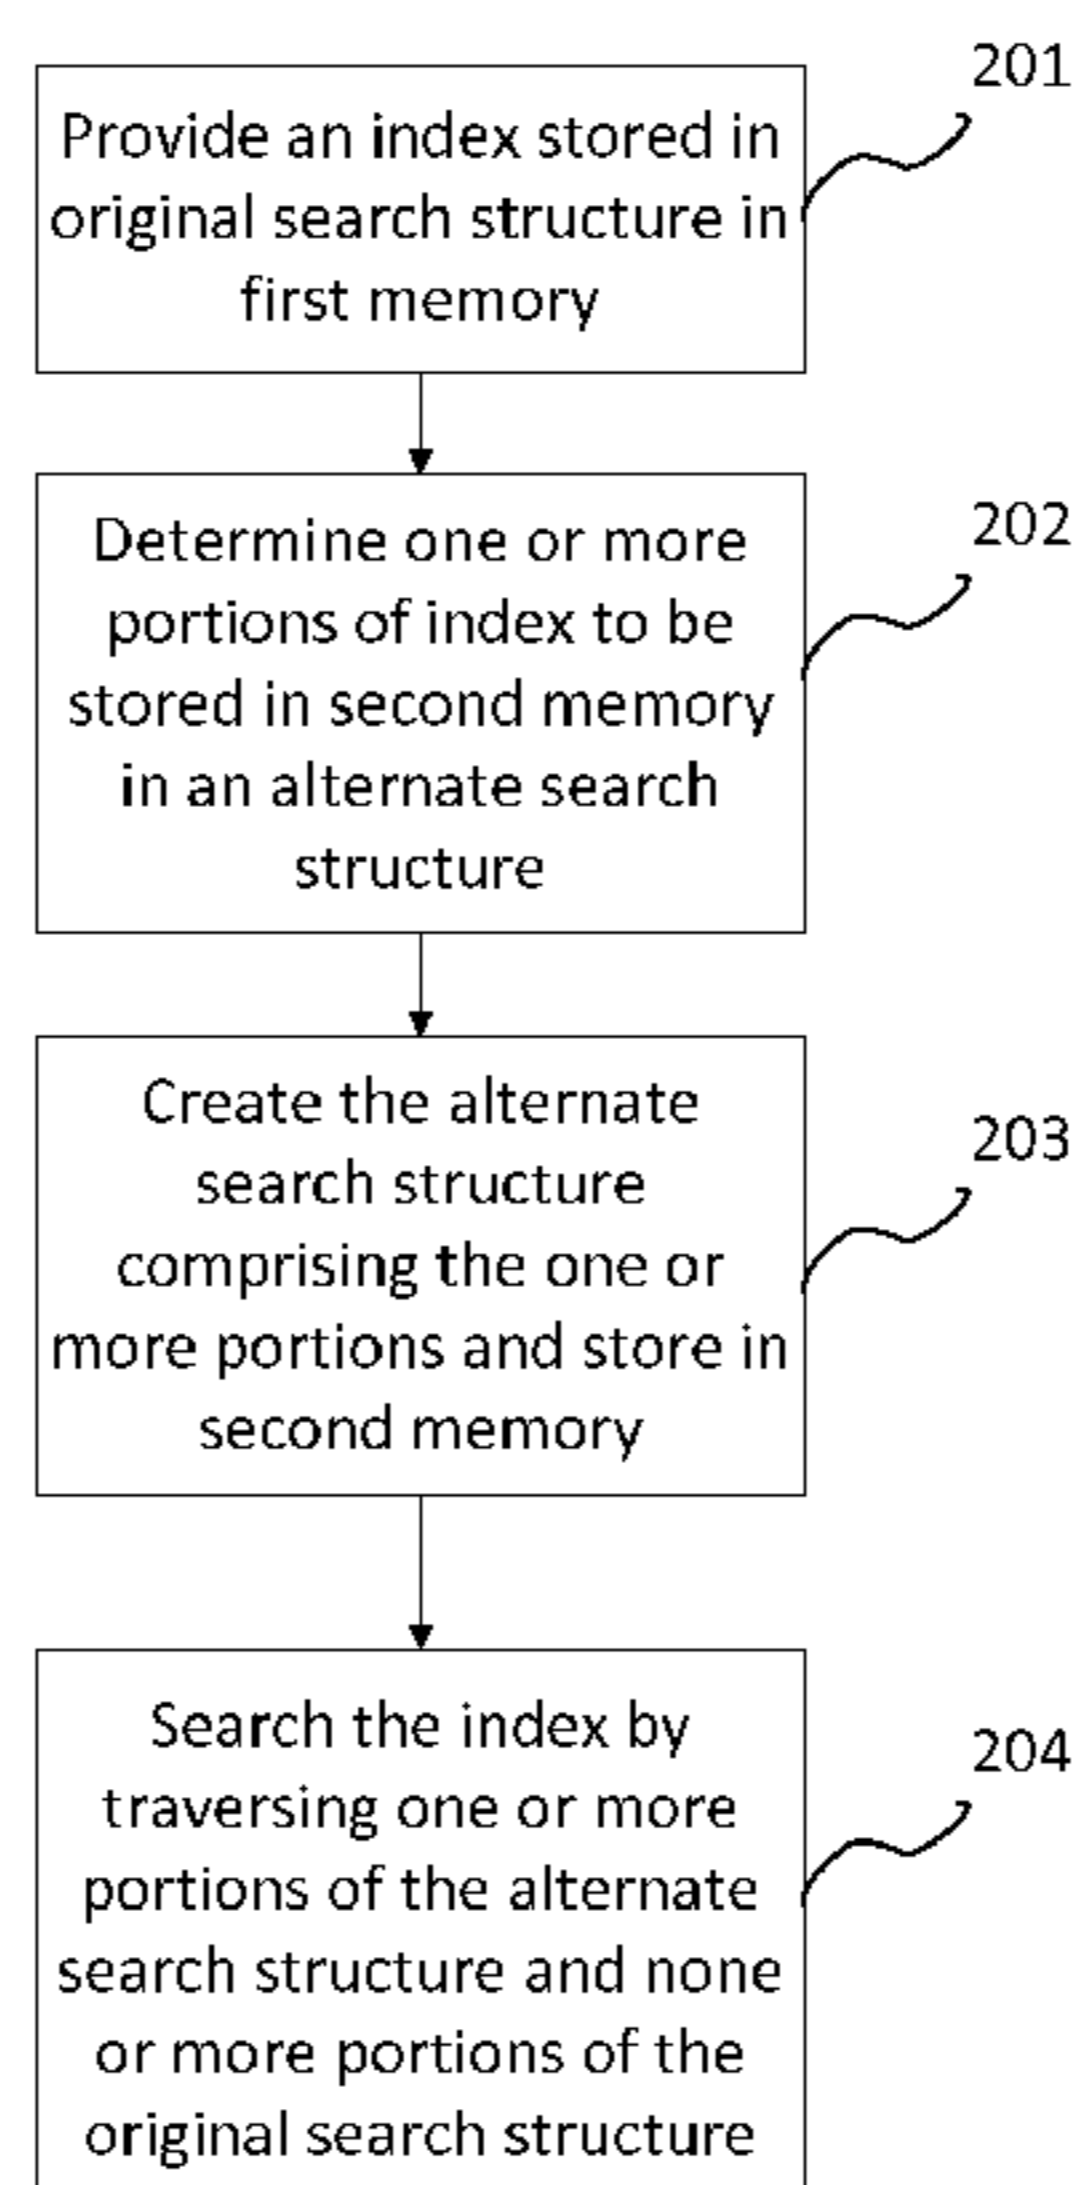 201
Provide an index stored in
original search structure in
first memory
202
Determine one or more
portions of index to be
stored in second memory
in an alternate search
structure
203
Create the alternate
search structure
comprising the one or
more portions and store in
second memory
204
Search the index by
traversing one or more
portions of the alternate
search structure and none
or more portions of the
original search structure